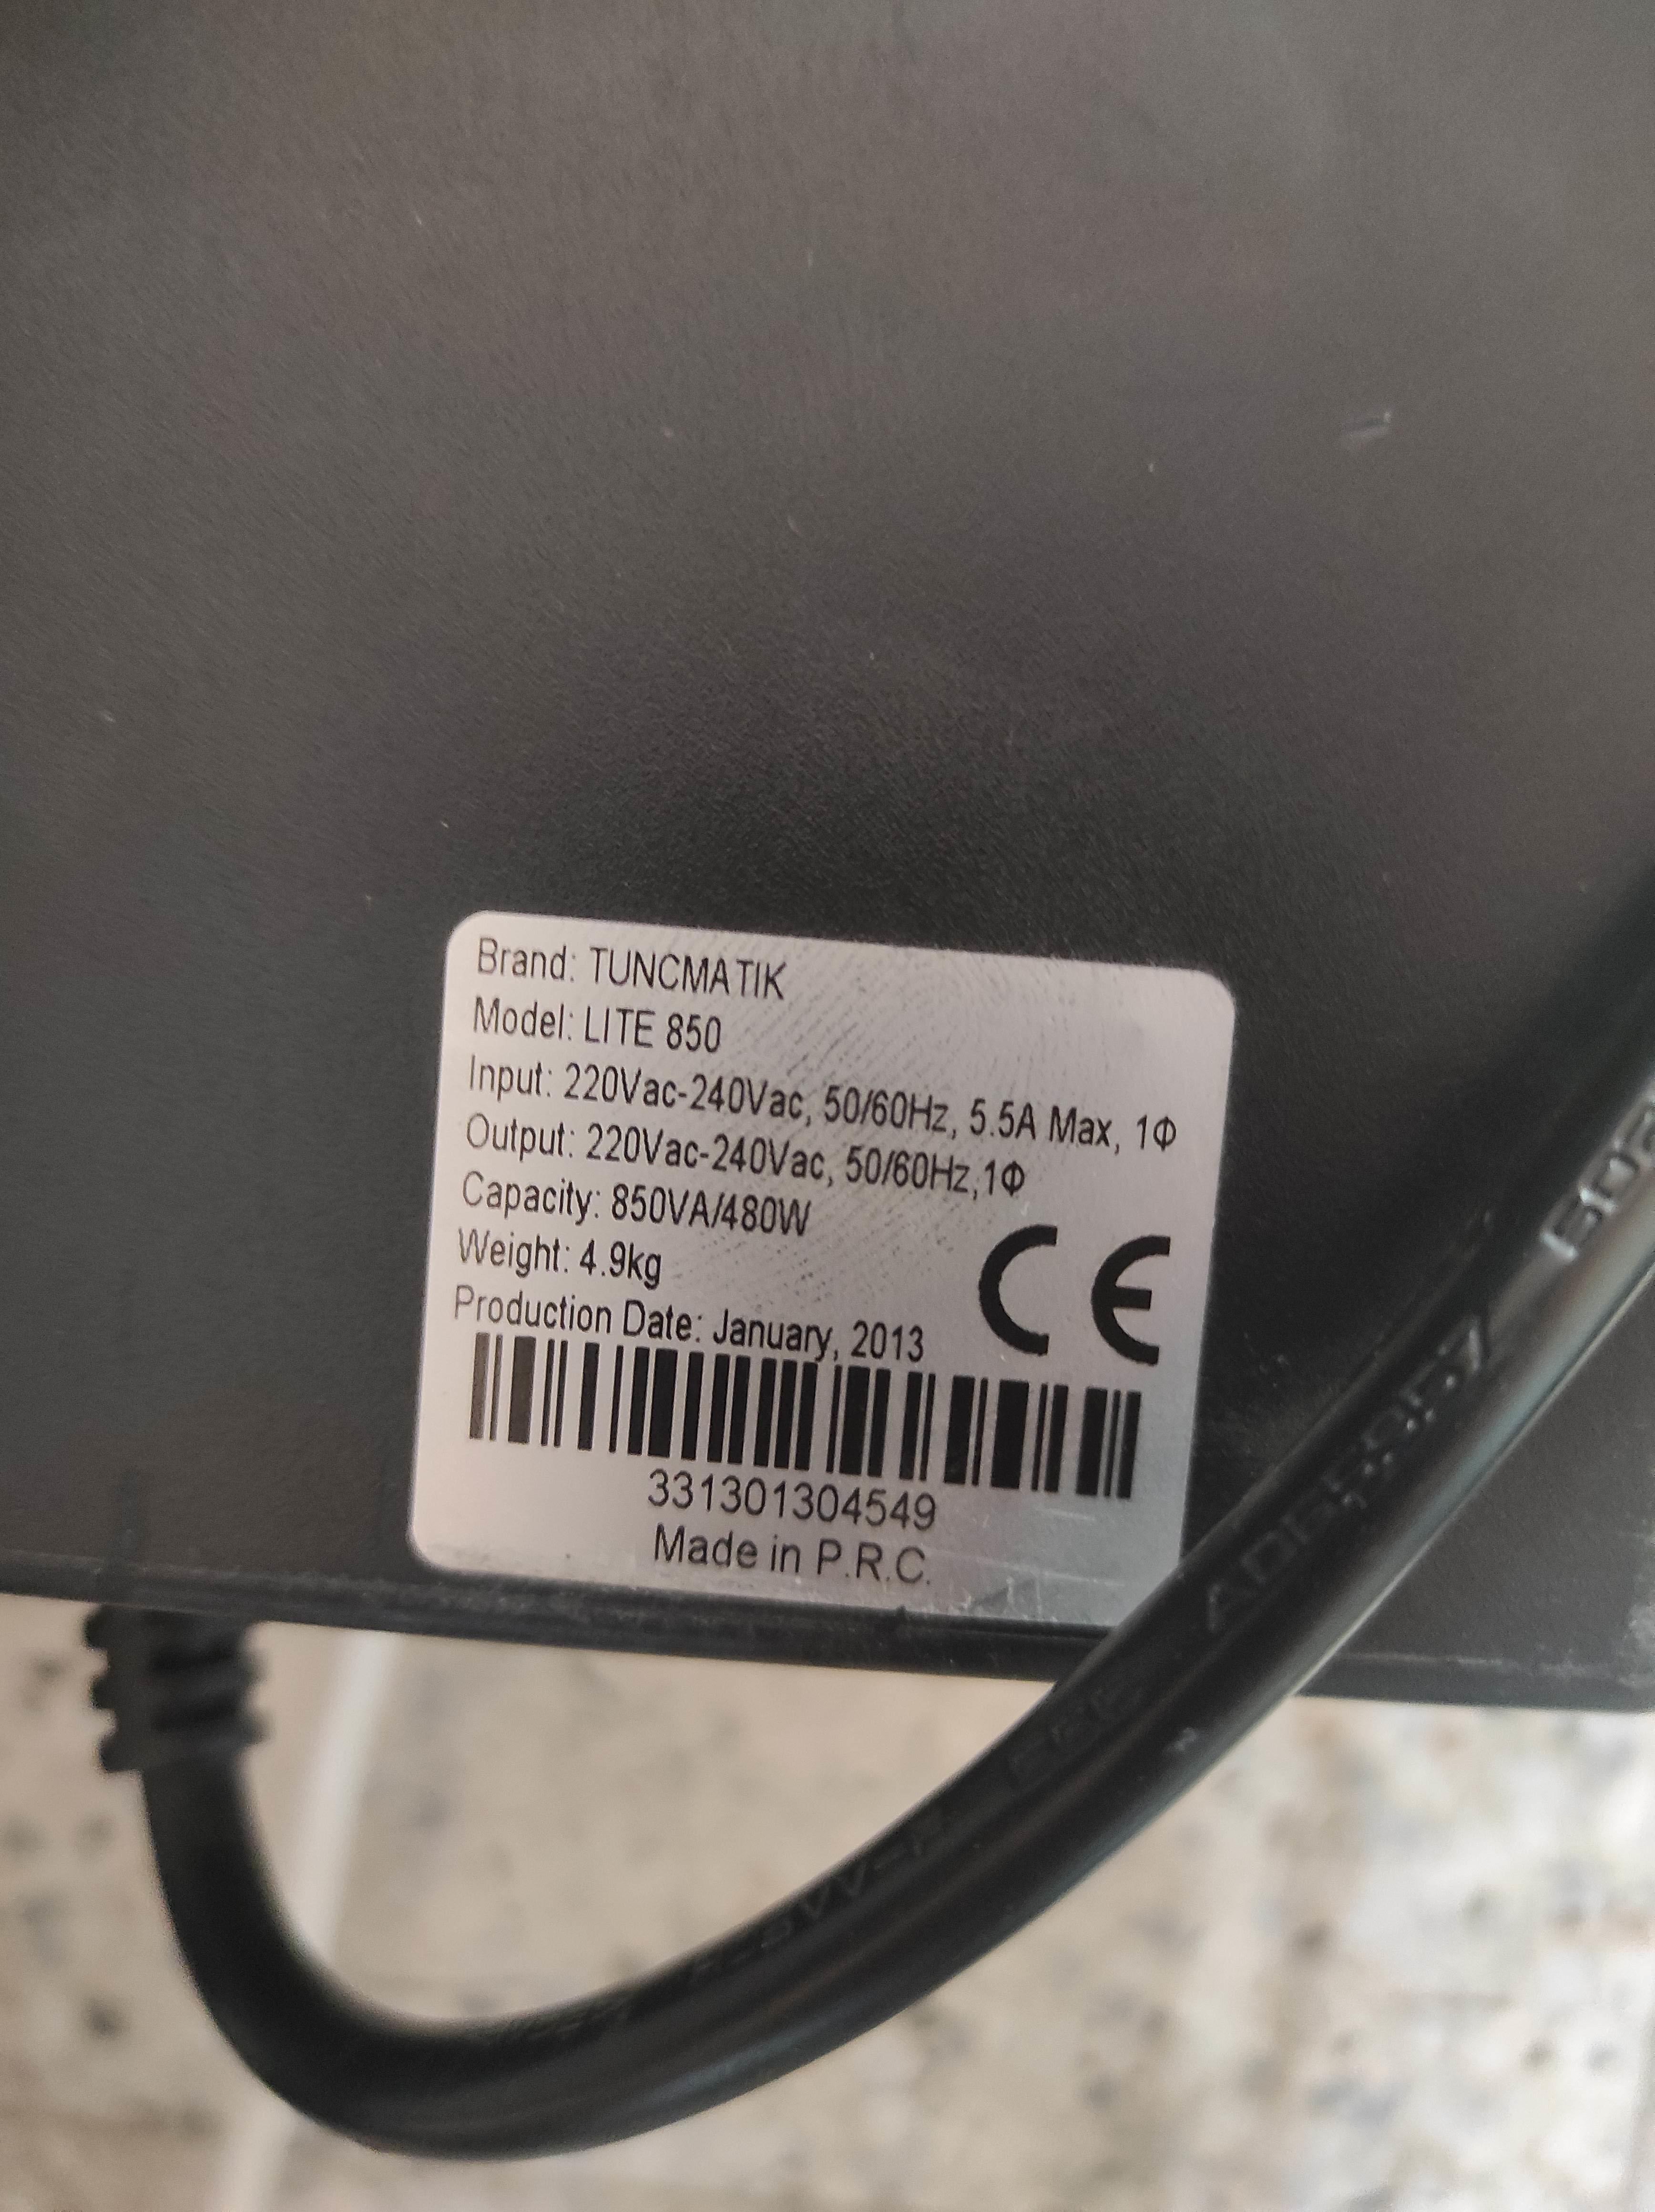 Brand: TUNCMATIK
Model: LITE 850
Input: 220Vac-240Vac, 50/60Hz, 5.5A Max, 1Φ
Output: 220Vac-240Vac, 50/60Hz,1Φ
Capacity: 850VA/480W
Weight: 4.9kg
Production Date: January, 2013
CE
331301304549
Made in P.R.C.